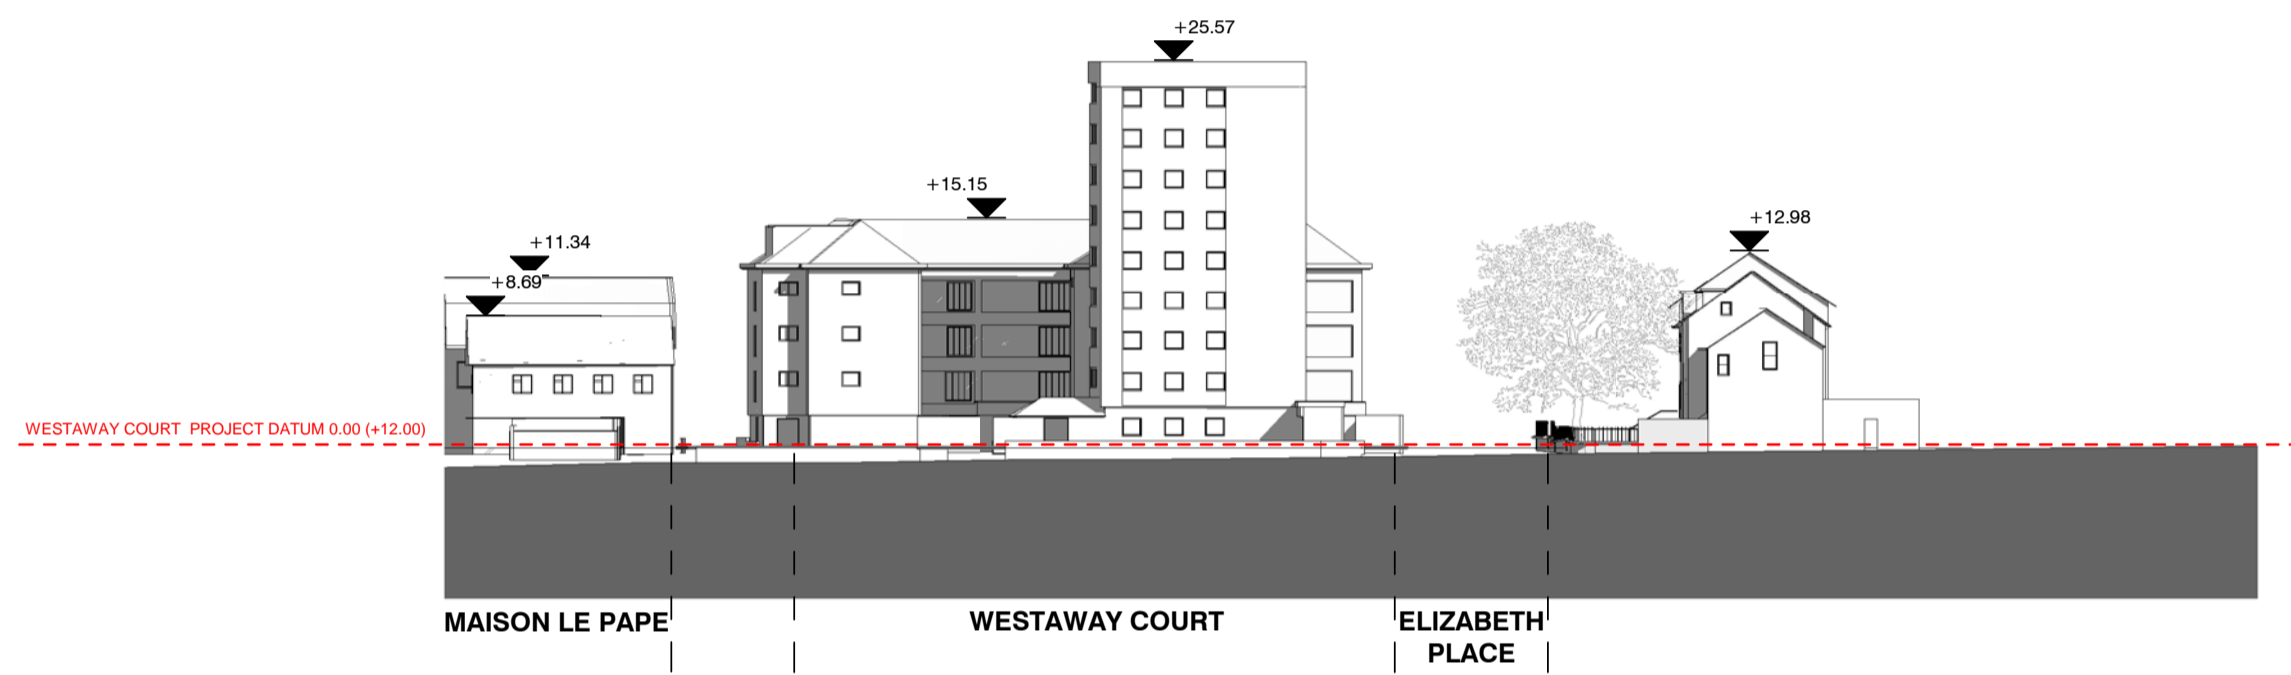 +25.57
+15.15
+12.98
+11.34
+8.69
WESTAWAY COURT PROJECT DATUM 0.00 (+12.00)
MAISON LE PAPE
WESTAWAY COURT
ELIZABETH
PLACE